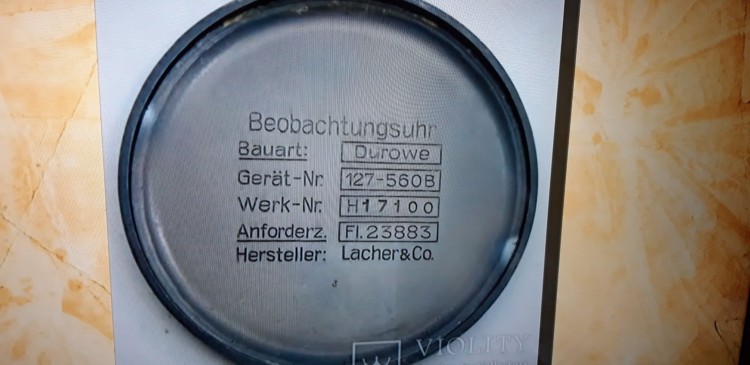 Beobachtungsuhr
Bauart: Durowe
Gerät-Nr. 127-560B
Werk-Nr. H17100
Anforderz. Fl.23883
Hersteller: Lacher&Co.
VIOLITY